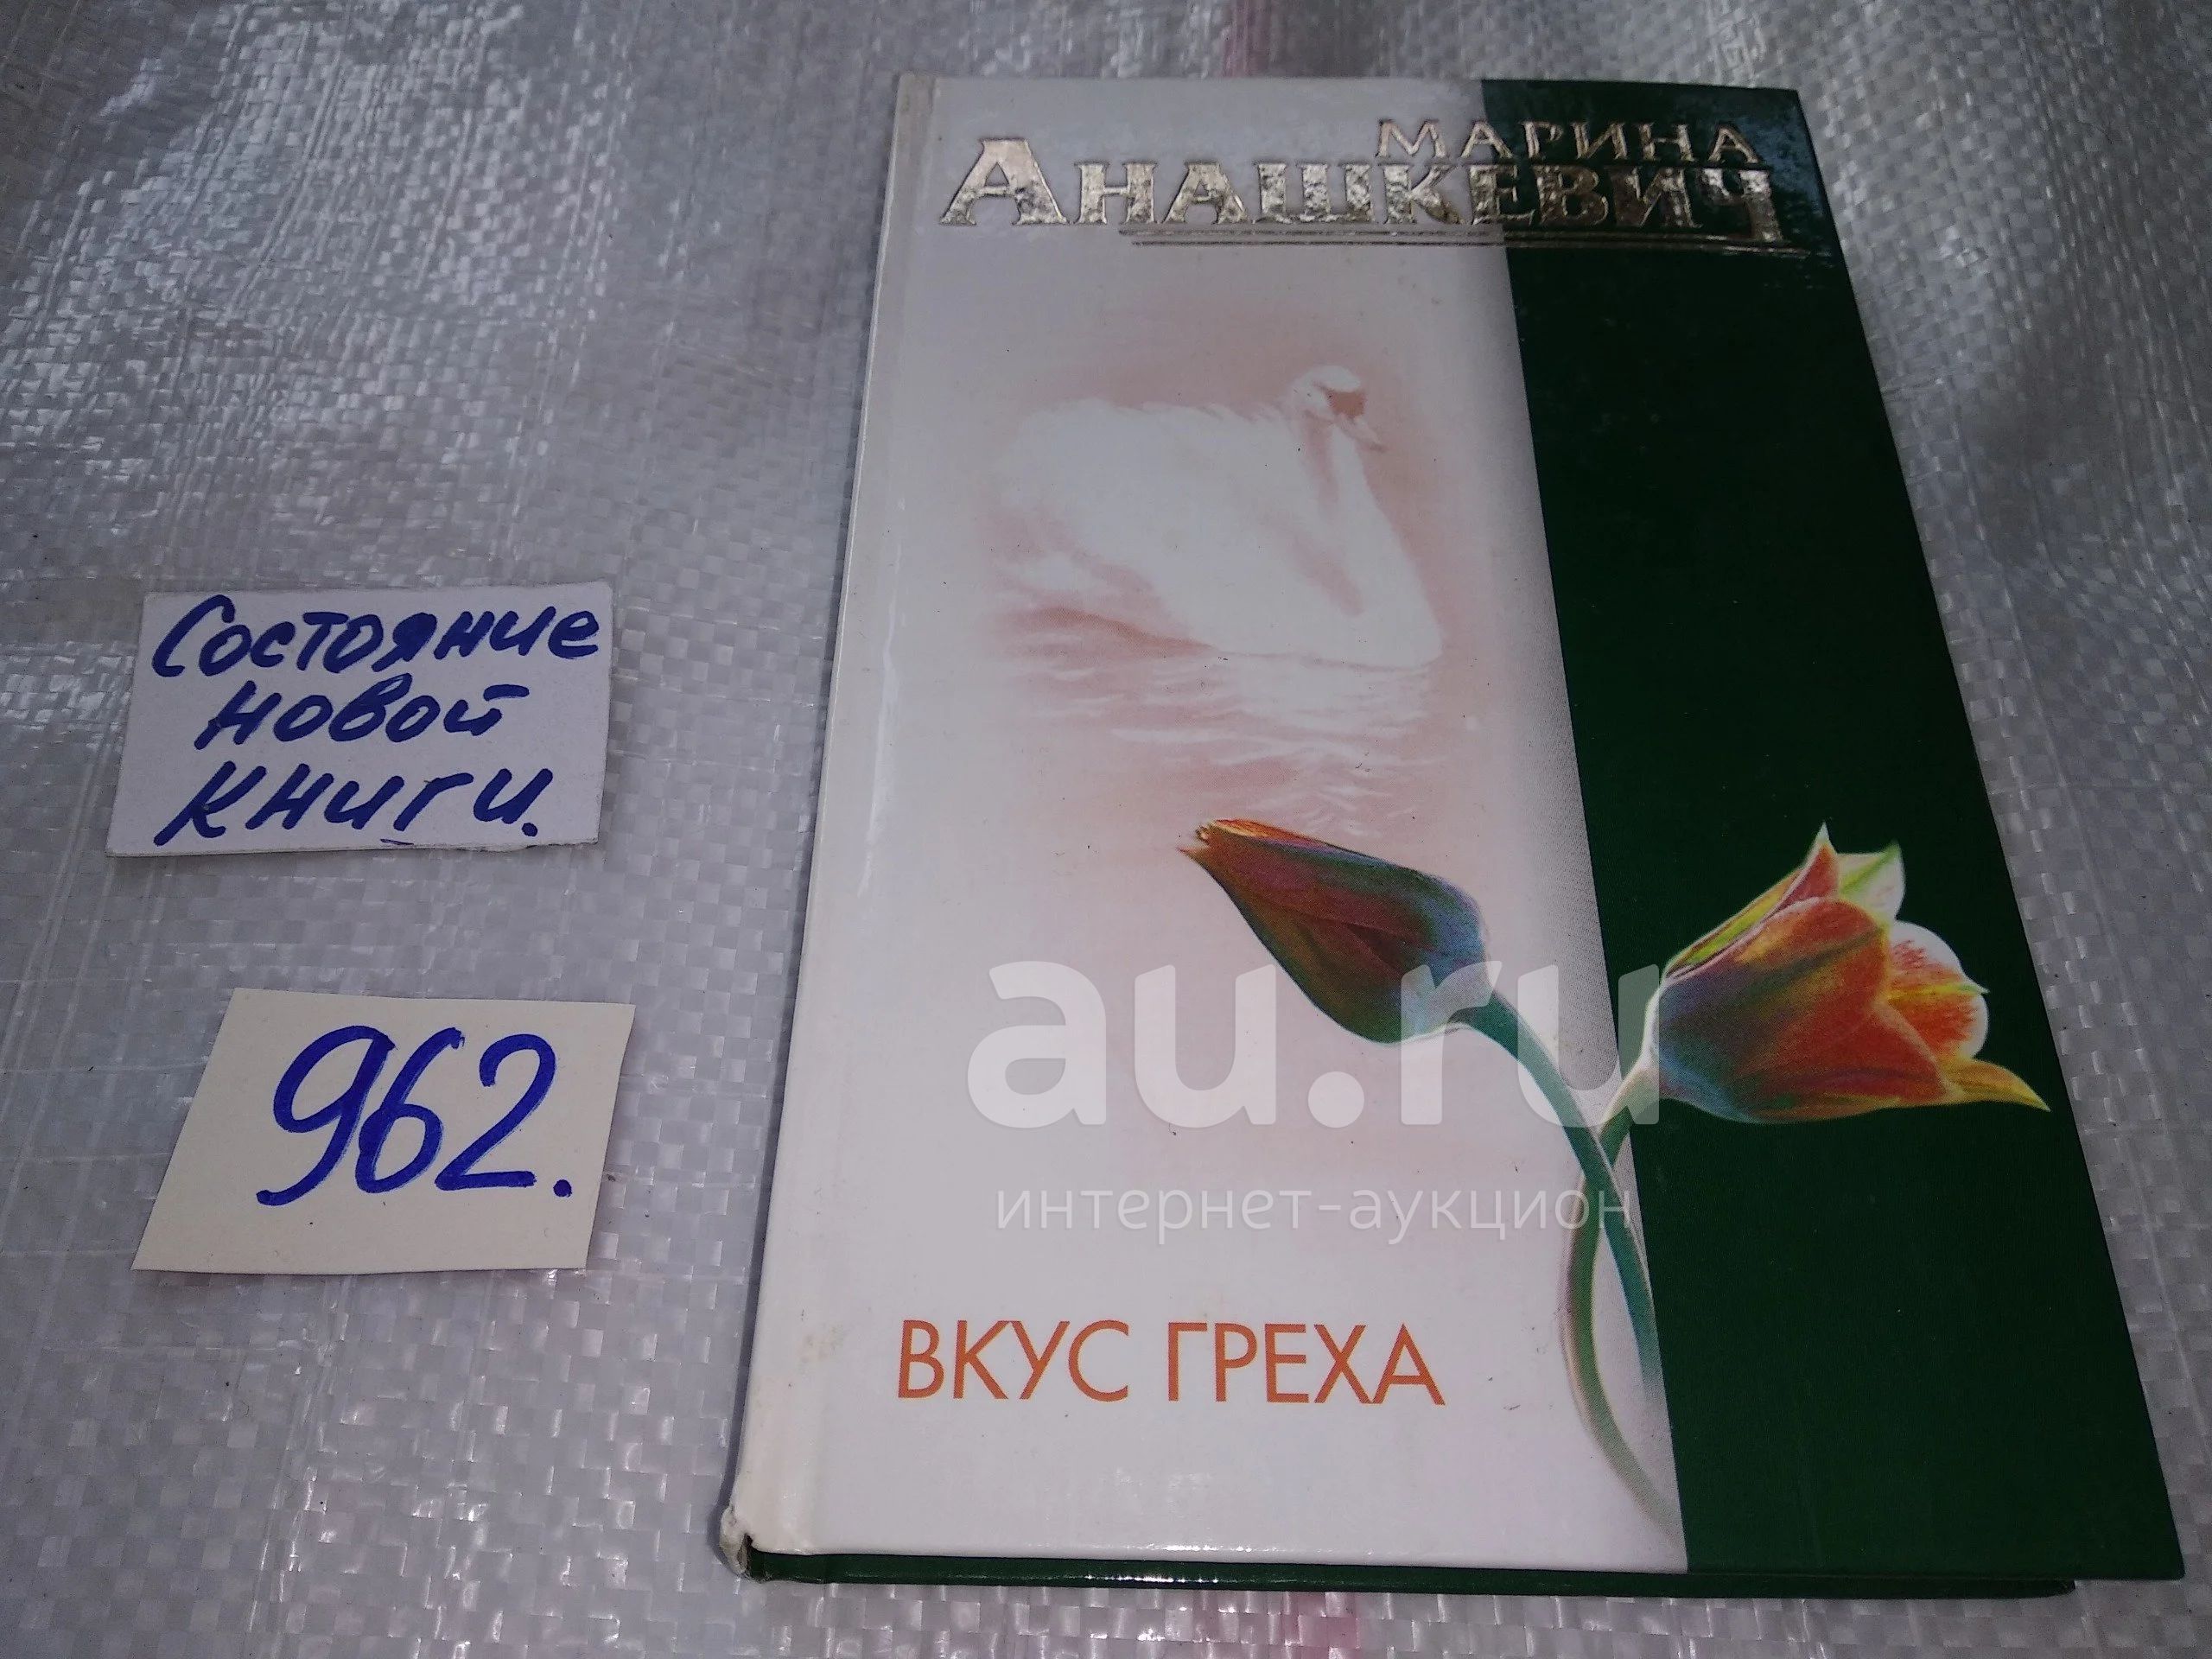 МАРИНА
АНАШКЕВИЧ
Состояние
новой
книги.
962.
au.ru
интернет-аукцион
ВКУС ГРЕХА